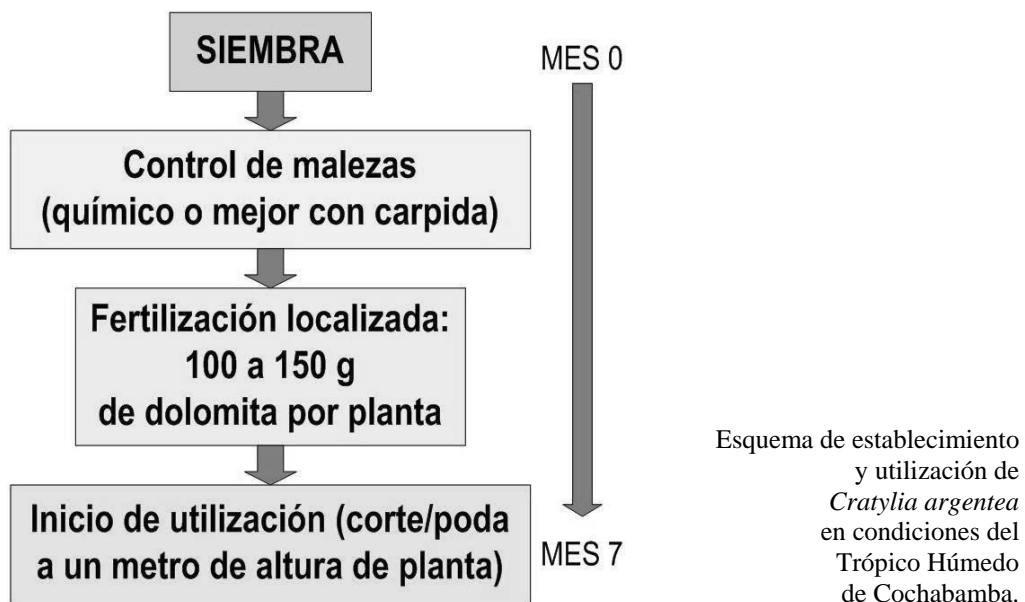 SIEMBRA
MES 0
Control de malezas
(químico o mejor con carpida)
Fertilización localizada:
100 a 150 g
de dolomita por planta
Inicio de utilización (corte/poda
a un metro de altura de planta)
MES 7
Esquema de establecimiento
y utilización de
Cratylia argentea
en condiciones del
Trópico Húmedo
de Cochabamba.